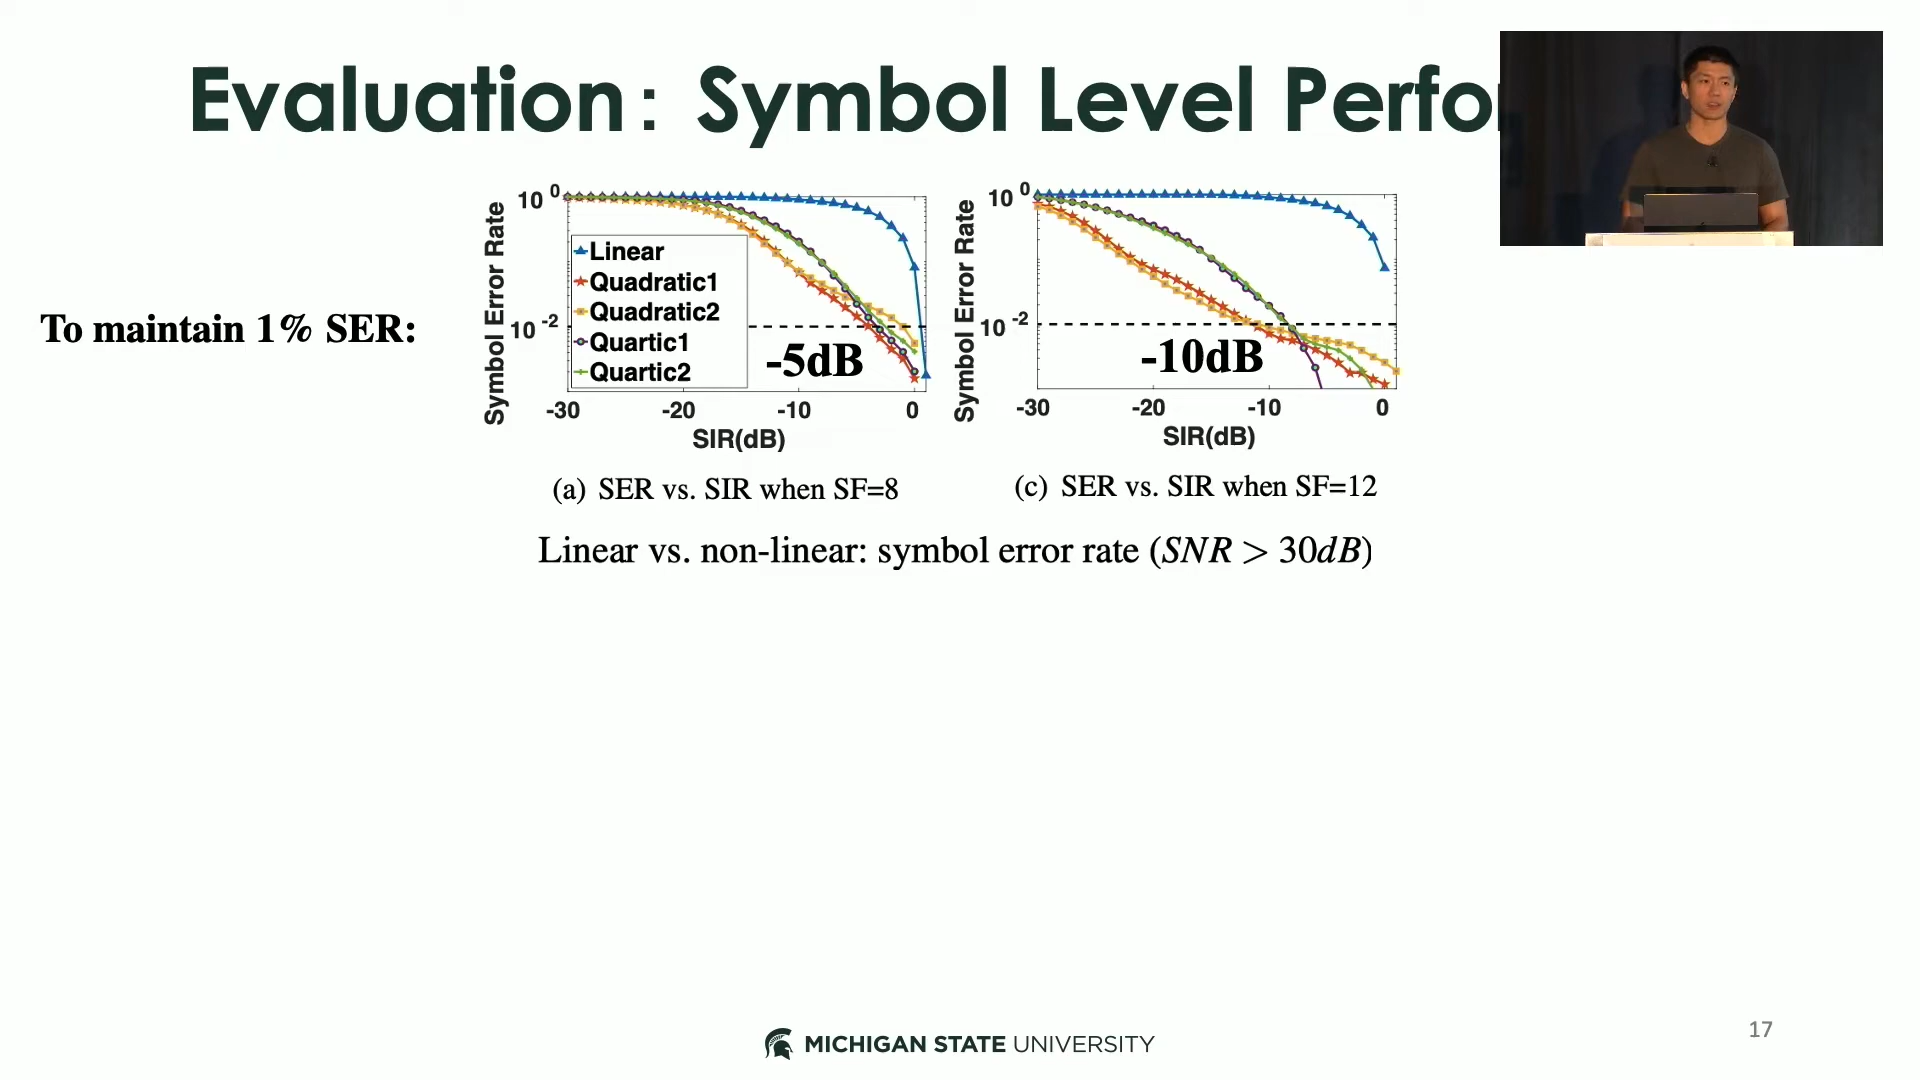 Evaluation: Symbol Level Perfo
To maintain 1% SER:
Symbol Error Rate
10 0
10 -2
Linear
Quadratic1
Quadratic2
Quartic1
Quartic2
-5dB
-30 -20 -10 0
SIR(dB)
(a) SER vs. SIR when SF=8
Symbol Error Rate
10 0
10 -2
-10dB
-30 -20 -10 0
SIR(dB)
(c) SER vs. SIR when SF=12
Linear vs. non-linear: symbol error rate (SNR > 30dB)
MICHIGAN STATE UNIVERSITY
17